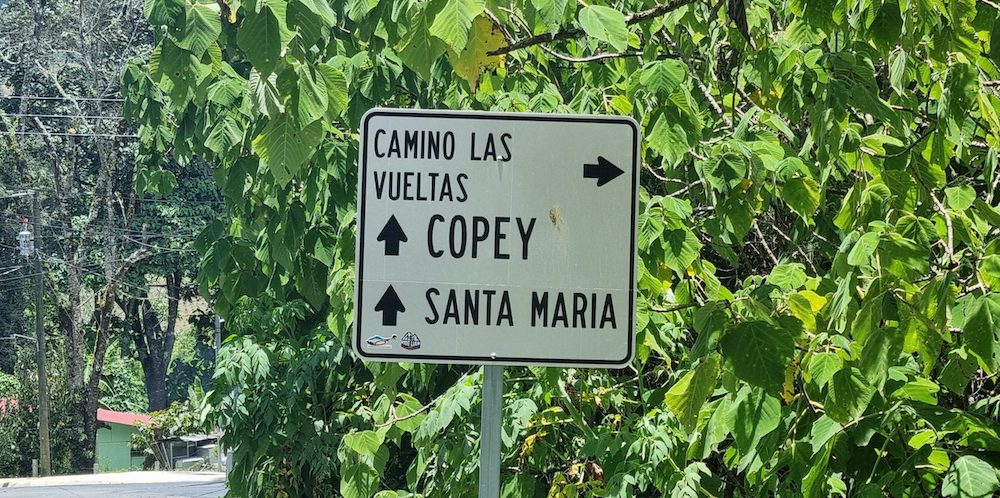 CAMINO LAS
VUELTAS
COPEY
SANTA MARIA